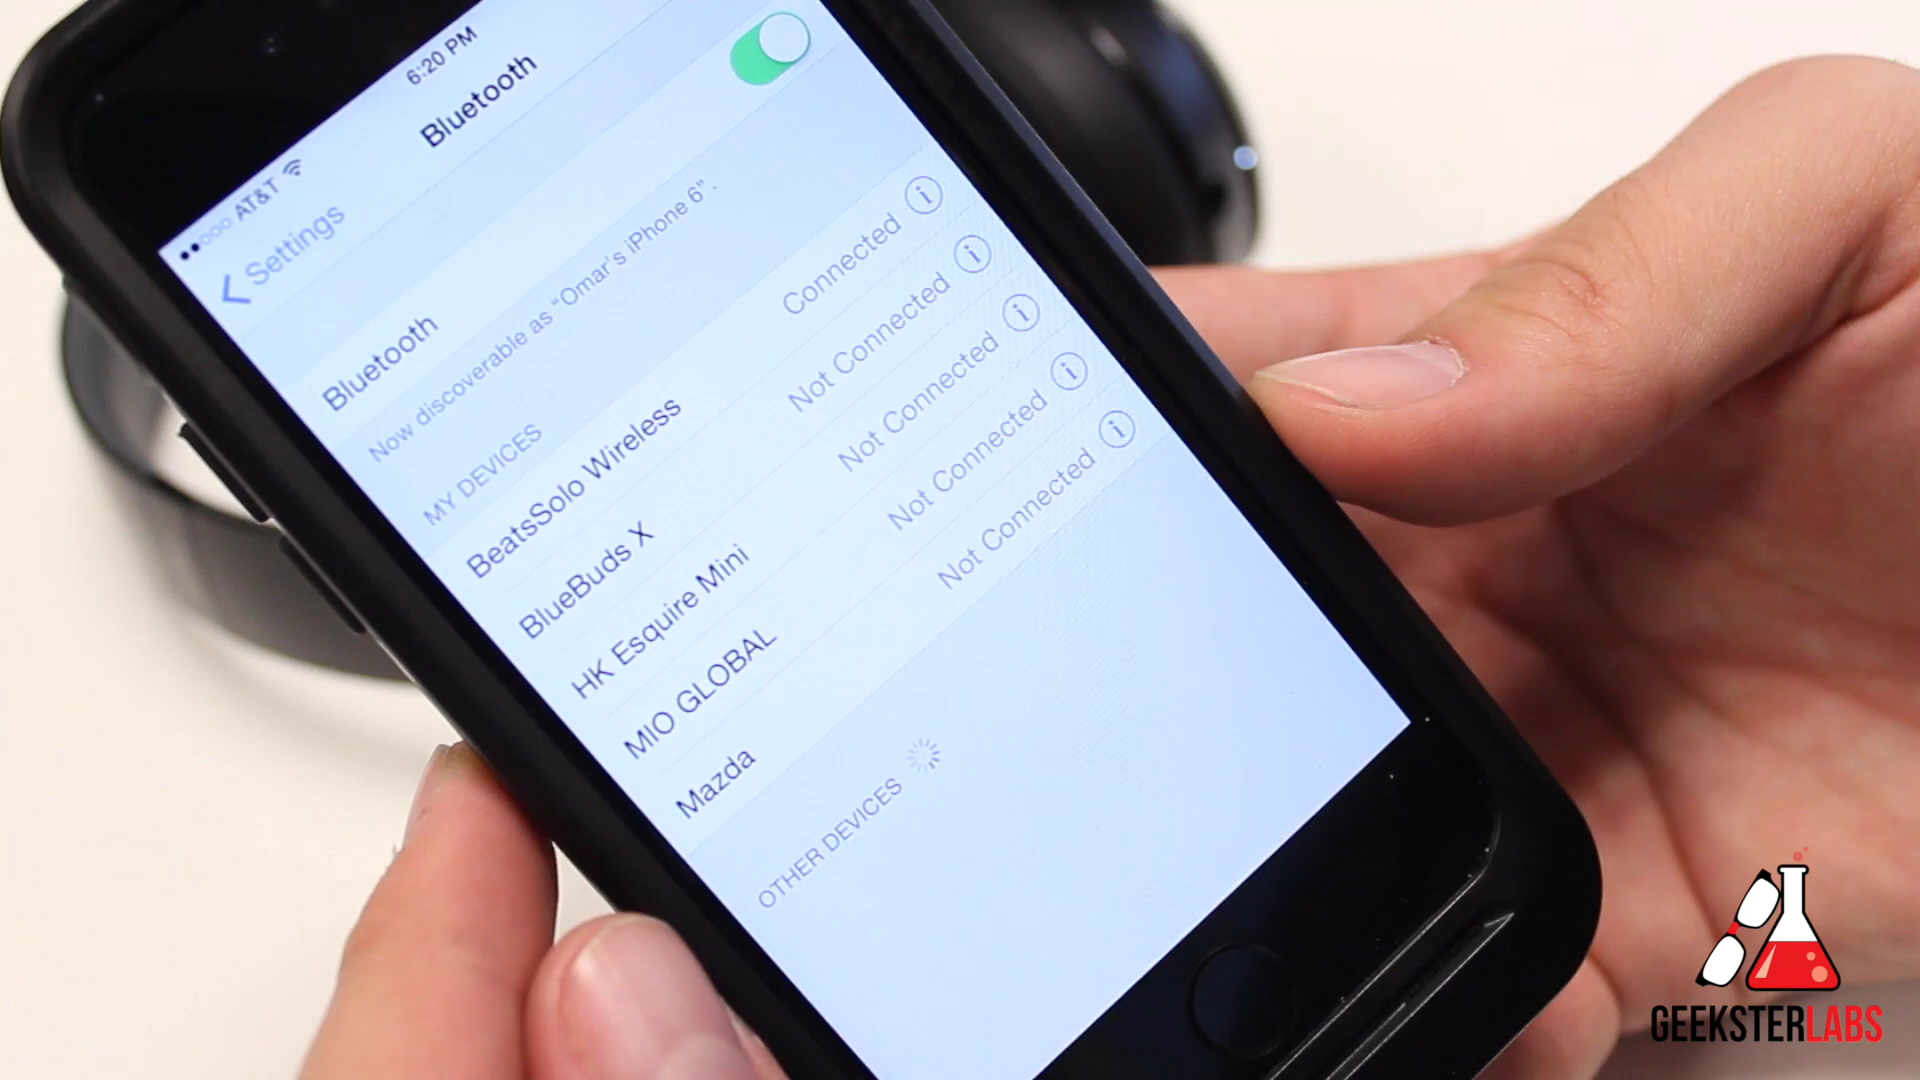 AT&T 6:20 PM
Settings Bluetooth
Bluetooth
Now discoverable as “Omar's iPhone 6”.
MY DEVICES
BeatsSolo Wireless Connected
BlueBuds X Not Connected
HK Esquire Mini Not Connected
MIO GLOBAL Not Connected
Mazda Not Connected
OTHER DEVICES
GEEKSTERLABS